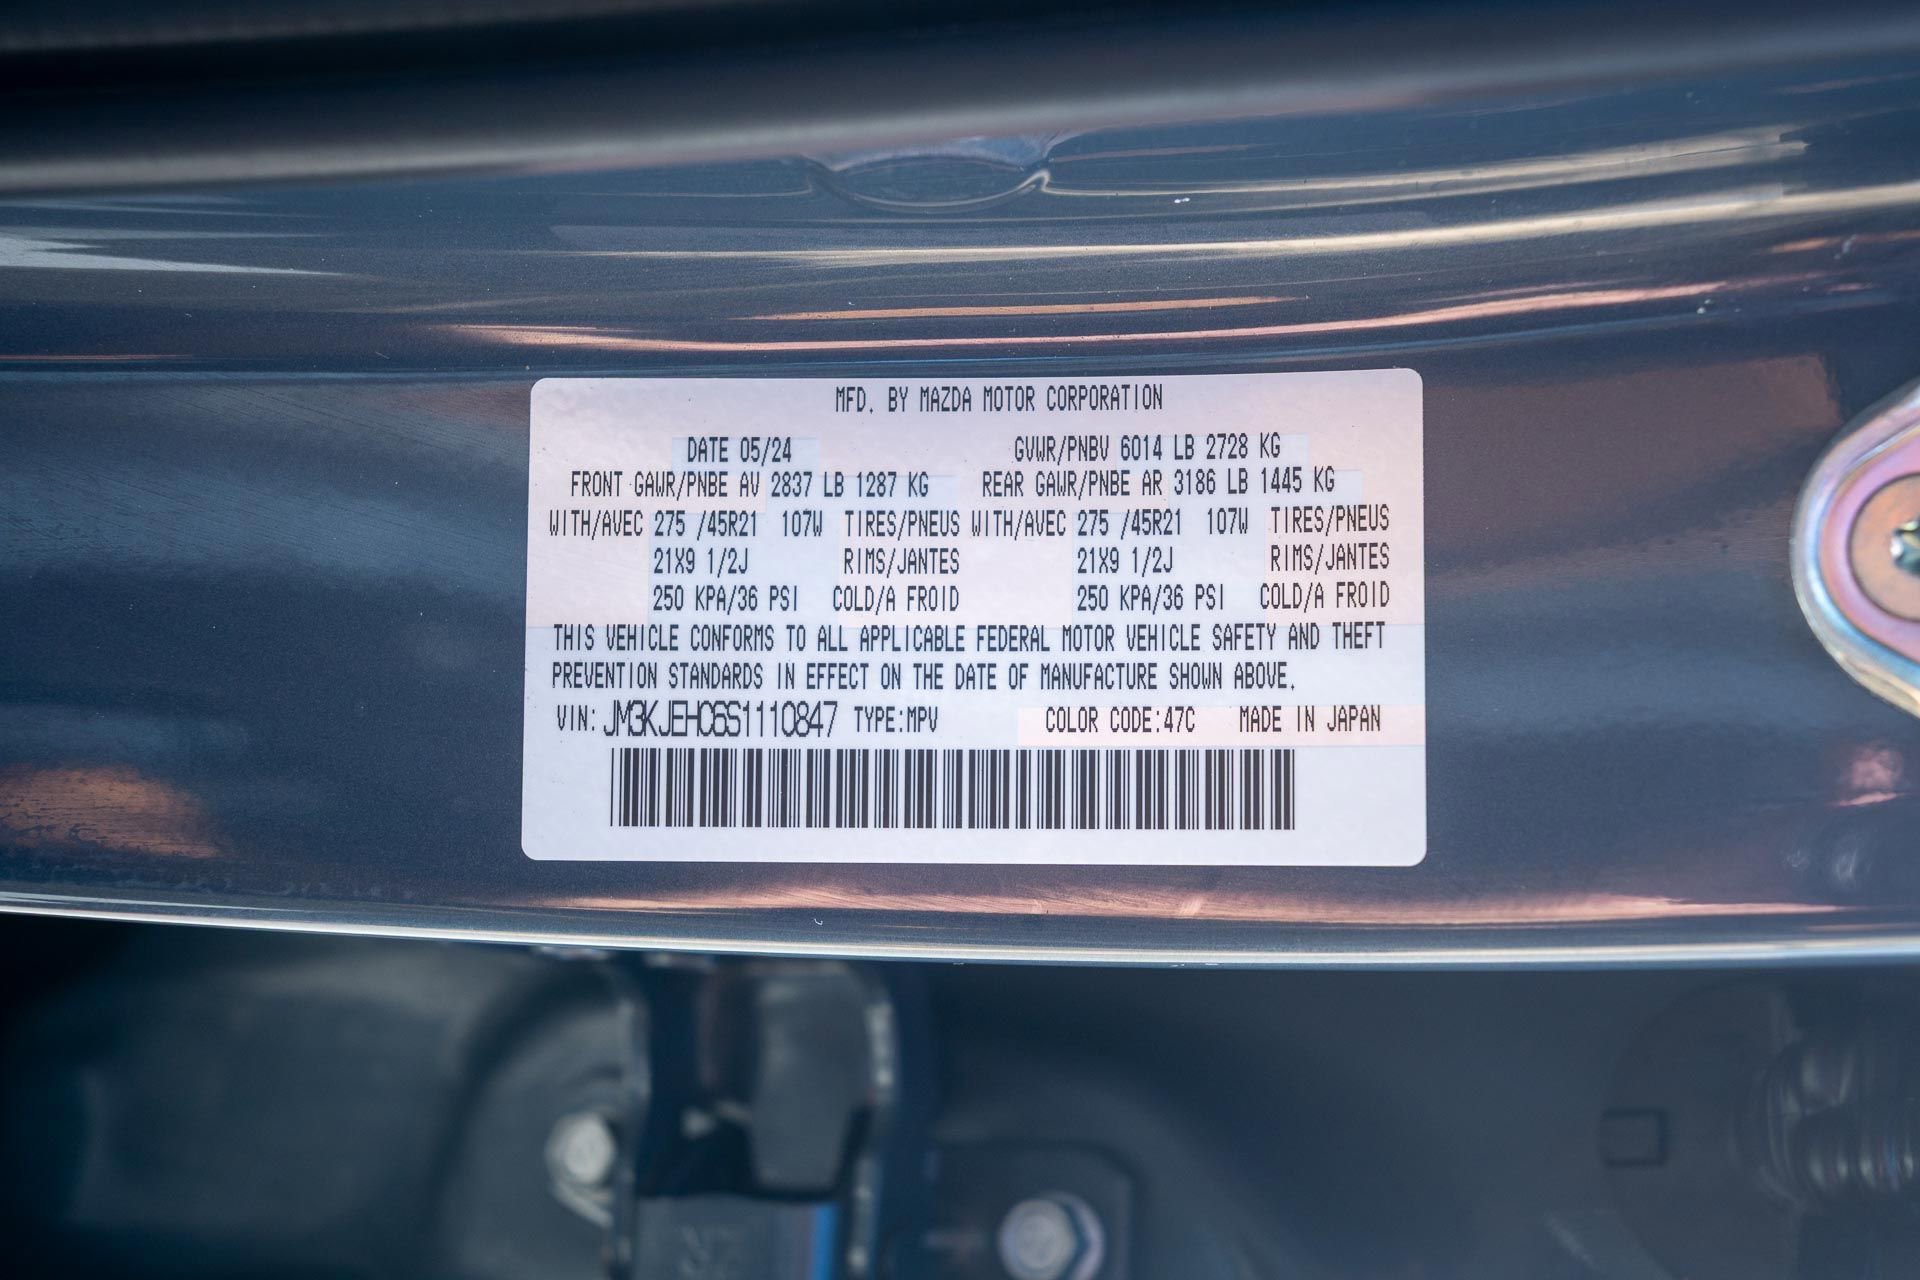 MFD. BY MAZDA MOTOR CORPORATION
DATE 05/24 GVWR/PNBV 6014 LB 2728 KG
FRONT GAWR/PNBE AV 2837 LB 1287 KG REAR GAWR/PNBE AR 3186 LB 1445 KG
WITH/AVEC 275 /45R21 107W TIRES/PNEUS WITH/AVEC 275 /45R21 107W TIRES/PNEUS
21X9 1/2J RIMS/JANTES 21X9 1/2J RIMS/JANTES
250 KPA/36 PSI COLD/A FROID 250 KPA/36 PSI COLD/A FROID
THIS VEHICLE CONFORMS TO ALL APPLICABLE FEDERAL MOTOR VEHICLE SAFETY AND THEFT
PREVENTION STANDARDS IN EFFECT ON THE DATE OF MANUFACTURE SHOWN ABOVE.
VIN: JM3KJEHC6S1110847 TYPE:MPV COLOR CODE:47C MADE IN JAPAN